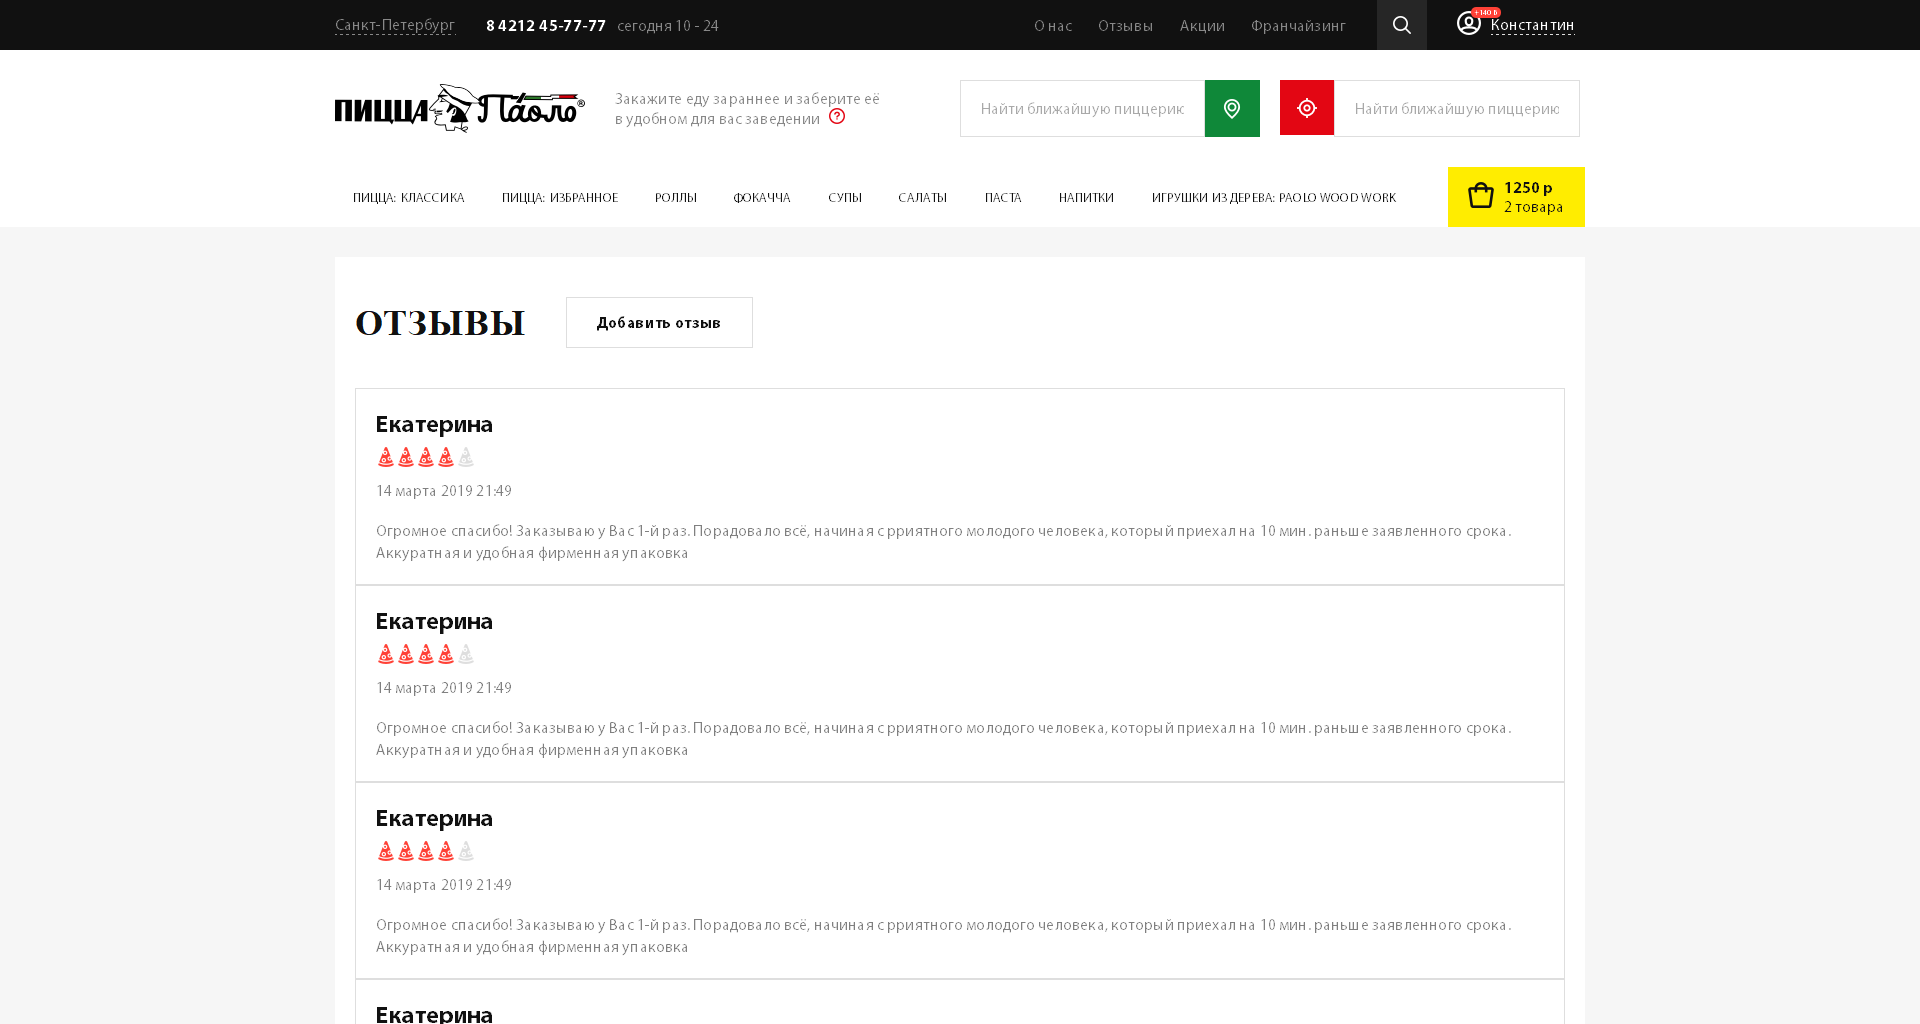 Санкт-Петербург 8 4212 45-77-77 сегодня 10 - 24 О нас Отзывы Акции Франчайзинг +140 Б Константин
ПИЦЦА Па́оло® Закажите еду зараннее и заберите её
в удобном для вас заведении ? Найти ближайшую пиццерик Найти ближайшую пиццерию
ПИЦЦА: КЛАССИКА ПИЦЦА: ИЗБРАННОЕ РОЛЛЫ ФОКАЧЧА СУПЫ САЛАТЫ ПАСТА НАПИТКИ ИГРУШКИ ИЗ ДЕРЕВА: PAOLO WOOD WORK 1250 р
2 товара
ОТЗЫВЫ Добавить отзыв
Екатерина
14 марта 2019 21:49
Огромное спасибо! Заказываю у Вас 1-й раз. Порадовало всё, начиная с рриятного молодого человека, который приехал на 10 мин. раньше заявленного срока.
Аккуратная и удобная фирменная упаковка
Екатерина
14 марта 2019 21:49
Огромное спасибо! Заказываю у Вас 1-й раз. Порадовало всё, начиная с рриятного молодого человека, который приехал на 10 мин. раньше заявленного срока.
Аккуратная и удобная фирменная упаковка
Екатерина
14 марта 2019 21:49
Огромное спасибо! Заказываю у Вас 1-й раз. Порадовало всё, начиная с рриятного молодого человека, который приехал на 10 мин. раньше заявленного срока.
Аккуратная и удобная фирменная упаковка
Екатерина